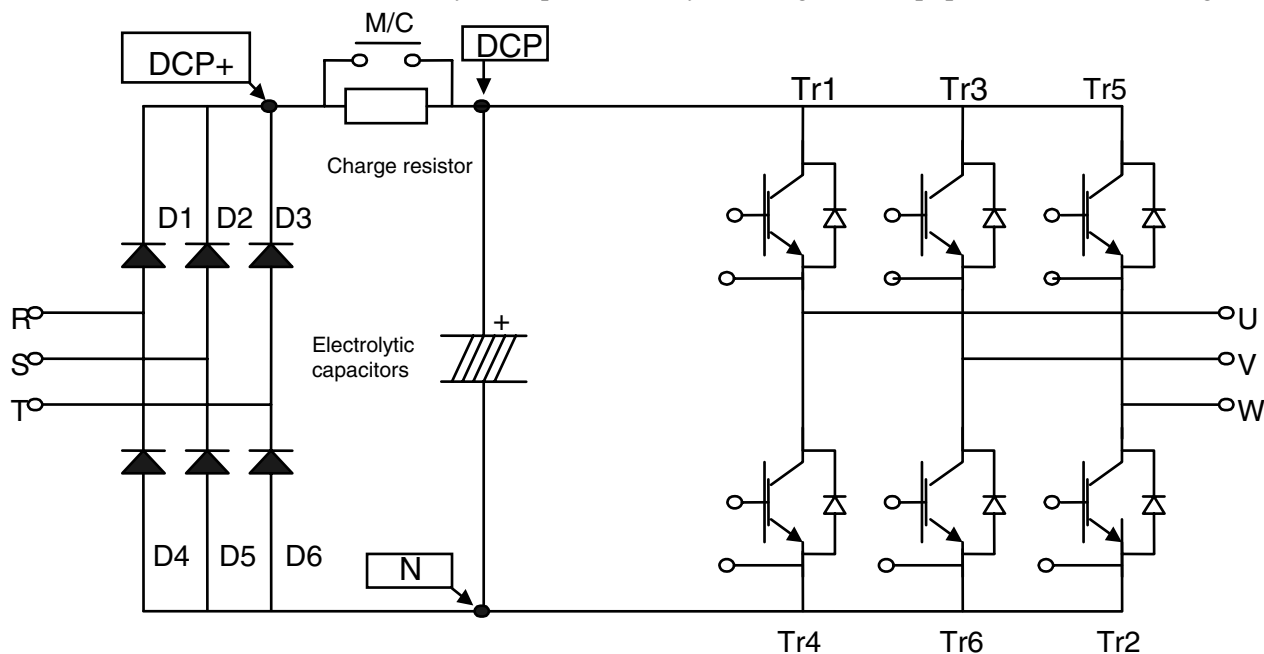 M/C
DCP+
DCP
Tr1
Tr3
Tr5
Charge resistor
D1
D2
D3
R
S
T
+
Electrolytic
capacitors
U
V
W
D4
D5
D6
N
Tr4
Tr6
Tr2